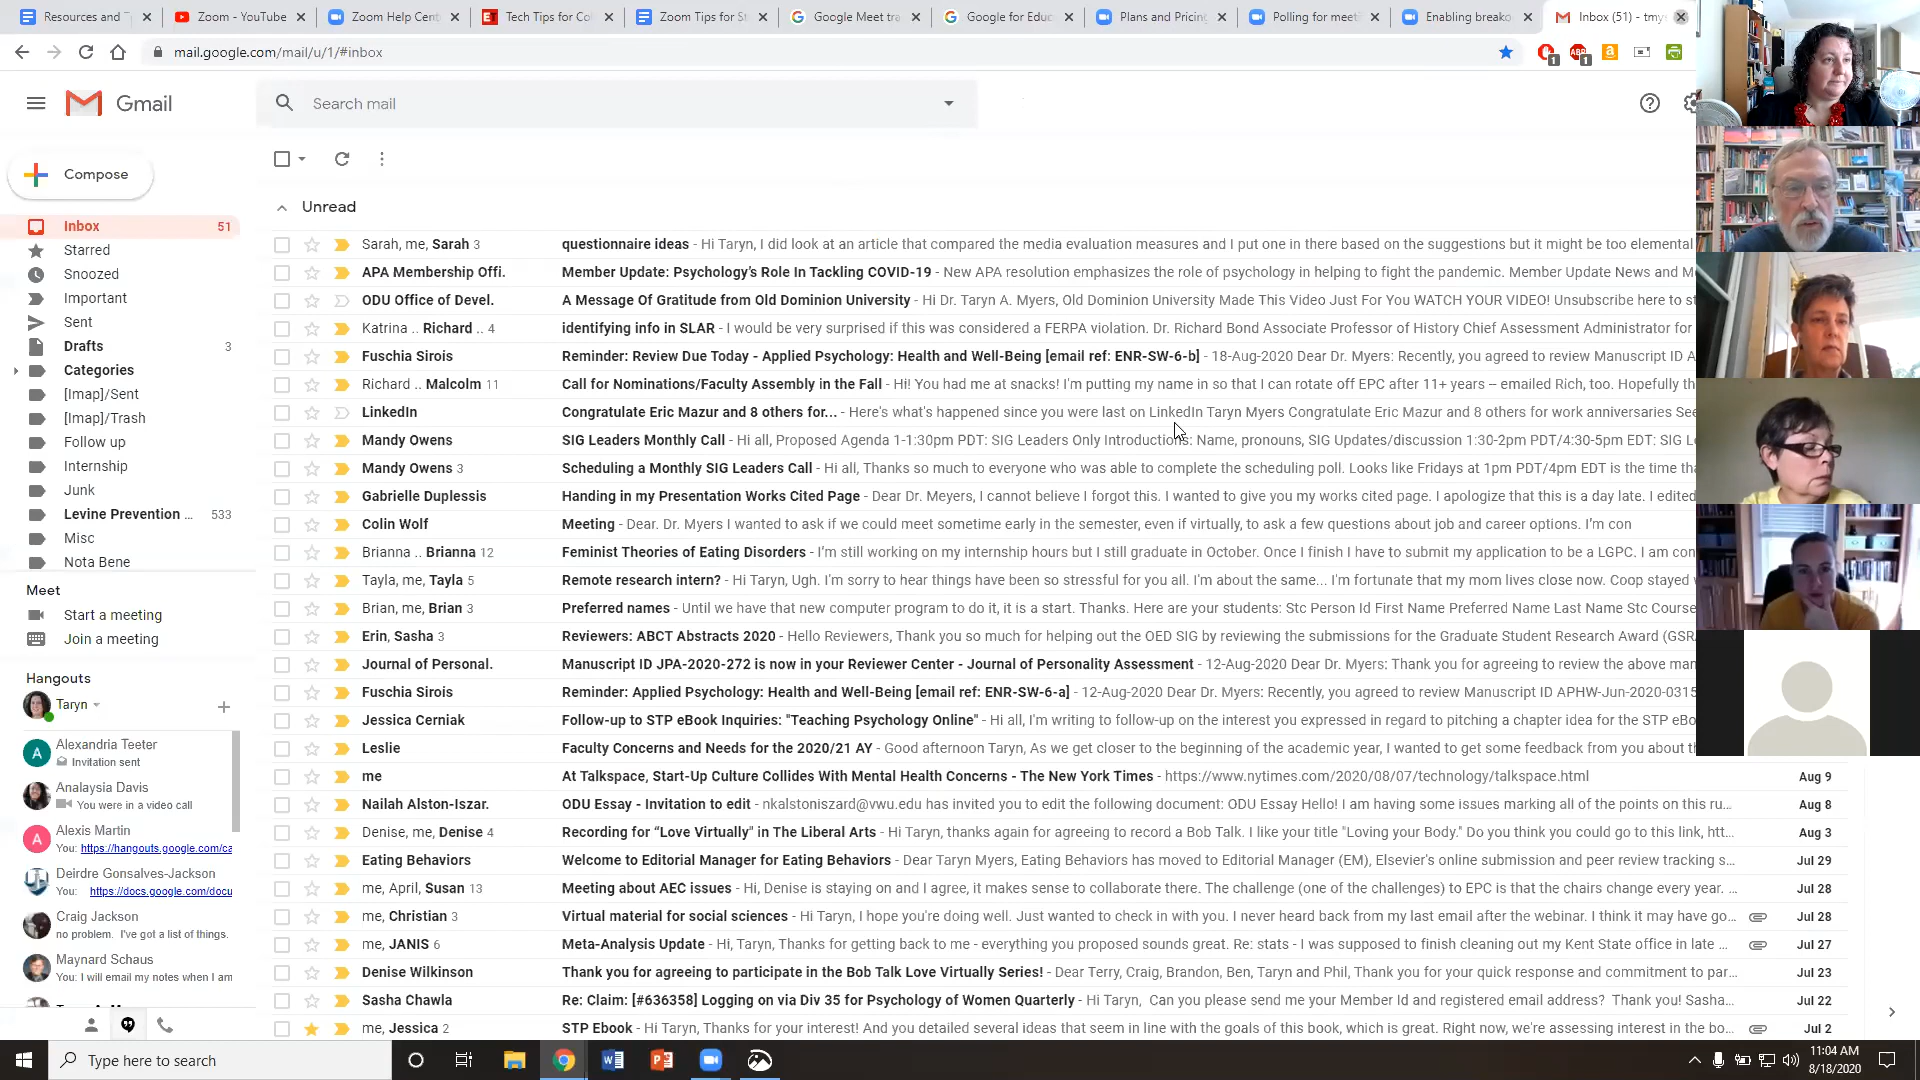 Resources and T
Zoom - YouTube
Zoom Help Cent
Tech Tips for Co
Zoom Tips for St
Google Meet tra
Google for Educ
Plans and Pricing
Polling for meeti
Enabling breako
Inbox (51) - tmy
mail.google.com/mail/u/1/#inbox
Gmail
Search mail
Compose
Inbox 51
Starred
Snoozed
Important
Sent
Drafts 3
Categories
[Imap]/Sent
[Imap]/Trash
Follow up
Internship
Junk
Levine Prevention ... 533
Misc
Nota Bene
Meet
Start a meeting
Join a meeting
Hangouts
Taryn
Alexandria Teeter
Invitation sent
Analaysia Davis
You were in a video call
Alexis Martin
You: https://hangouts.google.com/ca
Deirdre Gonsalves-Jackson
You: https://docs.google.com/docu
Craig Jackson
no problem. I've got a list of things.
Maynard Schaus
You: I will email my notes when I am
Unread
Sarah, me, Sarah 3 questionnaire ideas - Hi Taryn, I did look at an article that compared the media evaluation measures and I put one in there based on the suggestions but it might be too elemental
APA Membership Offi. Member Update: Psychology's Role In Tackling COVID-19 - New APA resolution emphasizes the role of psychology in helping to fight the pandemic. Member Update News and M
ODU Office of Devel. A Message Of Gratitude from Old Dominion University - Hi Dr. Taryn A. Myers, Old Dominion University Made This Video Just For You WATCH YOUR VIDEO! Unsubscribe here to st
Katrina .. Richard .. 4 identifying info in SLAR - I would be very surprised if this was considered a FERPA violation. Dr. Richard Bond Associate Professor of History Chief Assessment Administrator for
Fuschia Sirois Reminder: Review Due Today - Applied Psychology: Health and Well-Being [email ref: ENR-SW-6-b] - 18-Aug-2020 Dear Dr. Myers: Recently, you agreed to review Manuscript ID A
Richard .. Malcolm 11 Call for Nominations/Faculty Assembly in the Fall - Hi! You had me at snacks! I'm putting my name in so that I can rotate off EPC after 11+ years -- emailed Rich, too. Hopefully th
LinkedIn Congratulate Eric Mazur and 8 others for... - Here's what's happened since you were last on LinkedIn Taryn Myers Congratulate Eric Mazur and 8 others for work anniversaries See
Mandy Owens SIG Leaders Monthly Call - Hi all, Proposed Agenda 1-1:30pm PDT: SIG Leaders Only Introductions: Name, pronouns, SIG Updates/discussion 1:30-2pm PDT/4:30-5pm EDT: SIG L
Mandy Owens 3 Scheduling a Monthly SIG Leaders Call - Hi all, Thanks so much to everyone who was able to complete the scheduling poll. Looks like Fridays at 1pm PDT/4pm EDT is the time tha
Gabrielle Duplessis Handing in my Presentation Works Cited Page - Dear Dr. Meyers, I cannot believe I forgot this. I wanted to give you my works cited page. I apologize that this is a day late. I edited
Colin Wolf Meeting - Dear. Dr. Myers I wanted to ask if we could meet sometime early in the semester, even if virtually, to ask a few questions about job and career options. I'm con
Brianna .. Brianna 12 Feminist Theories of Eating Disorders - I'm still working on my internship hours but I still graduate in October. Once I finish I have to submit my application to be a LGPC. I am con
Tayla, me, Tayla 5 Remote research intern? - Hi Taryn, Ugh. I'm sorry to hear things have been so stressful for you all. I'm about the same... I'm fortunate that my mom lives close now. Coop stayed
Brian, me, Brian 3 Preferred names - Until we have that new computer program to do it, it is a start. Thanks. Here are your students: Stc Person Id First Name Preferred Name Last Name Stc Course
Erin, Sasha 3 Reviewers: ABCT Abstracts 2020 - Hello Reviewers, Thank you so much for helping out the OED SIG by reviewing the submissions for the Graduate Student Research Award (GSR
Journal of Personal. Manuscript ID JPA-2020-272 is now in your Reviewer Center - Journal of Personality Assessment - 12-Aug-2020 Dear Dr. Myers: Thank you for agreeing to review the above man
Fuschia Sirois Reminder: Applied Psychology: Health and Well-Being [email ref: ENR-SW-6-a] - 12-Aug-2020 Dear Dr. Myers: Recently, you agreed to review Manuscript ID APHW-Jun-2020-0315
Jessica Cerniak Follow-up to STP eBook Inquiries: "Teaching Psychology Online" - Hi all, I'm writing to follow-up on the interest you expressed in regard to pitching a chapter idea for the STP eBo
Leslie Faculty Concerns and Needs for the 2020/21 AY - Good afternoon Taryn, As we get closer to the beginning of the academic year, I wanted to get some feedback from you about t
me At Talkspace, Start-Up Culture Collides With Mental Health Concerns - The New York Times - https://www.nytimes.com/2020/08/07/technology/talkspace.html Aug 9
Nailah Alston-Iszar. ODU Essay - Invitation to edit - nkalstoniszard@vwu.edu has invited you to edit the following document: ODU Essay Hello! I am having some issues marking all of the points on this ru... Aug 8
Denise, me, Denise 4 Recording for “Love Virtually” in The Liberal Arts - Hi Taryn, thanks again for agreeing to record a Bob Talk. I like your title "Loving your Body." Do you think you could go to this link, htt... Aug 3
Eating Behaviors Welcome to Editorial Manager for Eating Behaviors - Dear Taryn Myers, Eating Behaviors has moved to Editorial Manager (EM), Elsevier's online submission and peer review tracking s... Jul 29
me, April, Susan 13 Meeting about AEC issues - Hi, Denise is staying on and I agree, it makes sense to collaborate there. The challenge (one of the challenges) to EPC is that the chairs change every year. ... Jul 28
me, Christian 3 Virtual material for social sciences - Hi Taryn, I hope you're doing well. Just wanted to check in with you. I never heard back from my last email after the webinar. I think it may have go... Jul 28
me, JANIS 6 Meta-Analysis Update - Hi, Taryn, Thanks for getting back to me - everything you proposed sounds great. Re: stats - I was supposed to finish cleaning out my Kent State office in late ... Jul 27
Denise Wilkinson Thank you for agreeing to participate in the Bob Talk Love Virtually Series! - Dear Terry, Craig, Brandon, Ben, Taryn and Phil, Thank you for your quick response and commitment to par... Jul 23
Sasha Chawla Re: Claim: [#636358] Logging on via Div 35 for Psychology of Women Quarterly - Hi Taryn, Can you please send me your Member Id and registered email address? Thank you! Sasha... Jul 22
me, Jessica 2 STP Ebook - Hi Taryn, Thanks for your interest! And you detailed several ideas that seem in line with the goals of this book, which is great. Right now, we're assessing interest in the bo... Jul 2
Type here to search
11:04 AM
8/18/2020